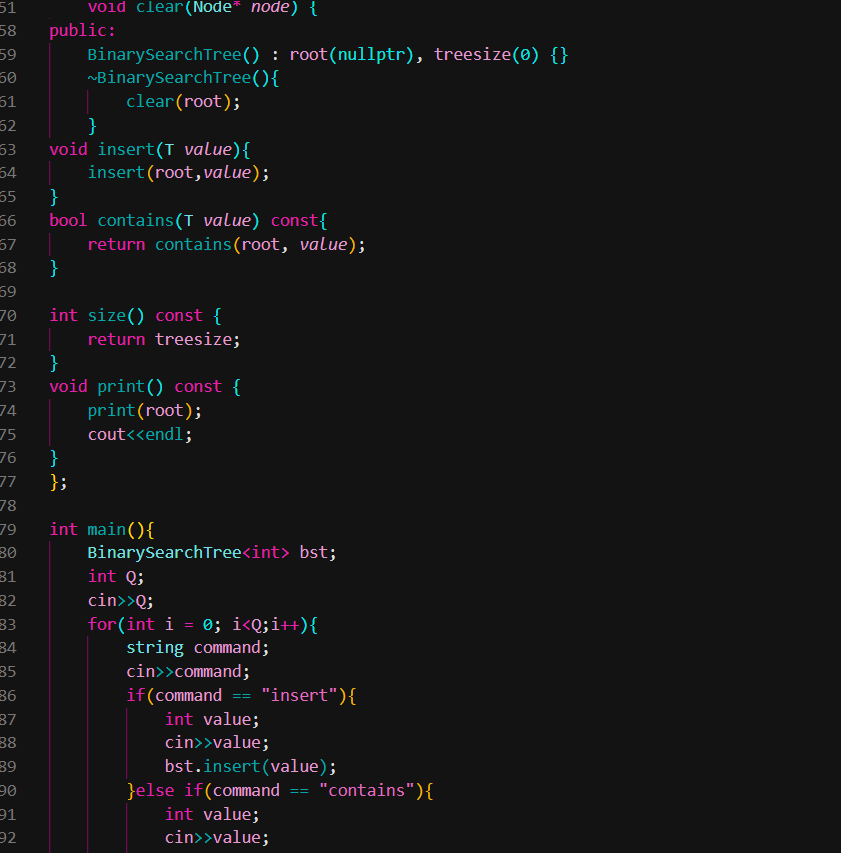 51 void clear(Node* node) {
58 public:
59 BinarySearchTree() : root(nullptr), treesize(0) {}
60 ~BinarySearchTree(){
61 clear(root);
62 }
63 void insert(T value){
64 insert(root,value);
65 }
66 bool contains(T value) const{
67 return contains(root, value);
68 }
69
70 int size() const {
71 return treesize;
72 }
73 void print() const {
74 print(root);
75 cout<<endl;
76 }
77 };
78
79 int main(){
80 BinarySearchTree<int> bst;
81 int Q;
82 cin>>Q;
83 for(int i = 0; i<Q;i++){
84 string command;
85 cin>>command;
86 if(command == "insert"){
87 int value;
88 cin>>value;
89 bst.insert(value);
90 }else if(command == "contains"){
91 int value;
92 cin>>value;